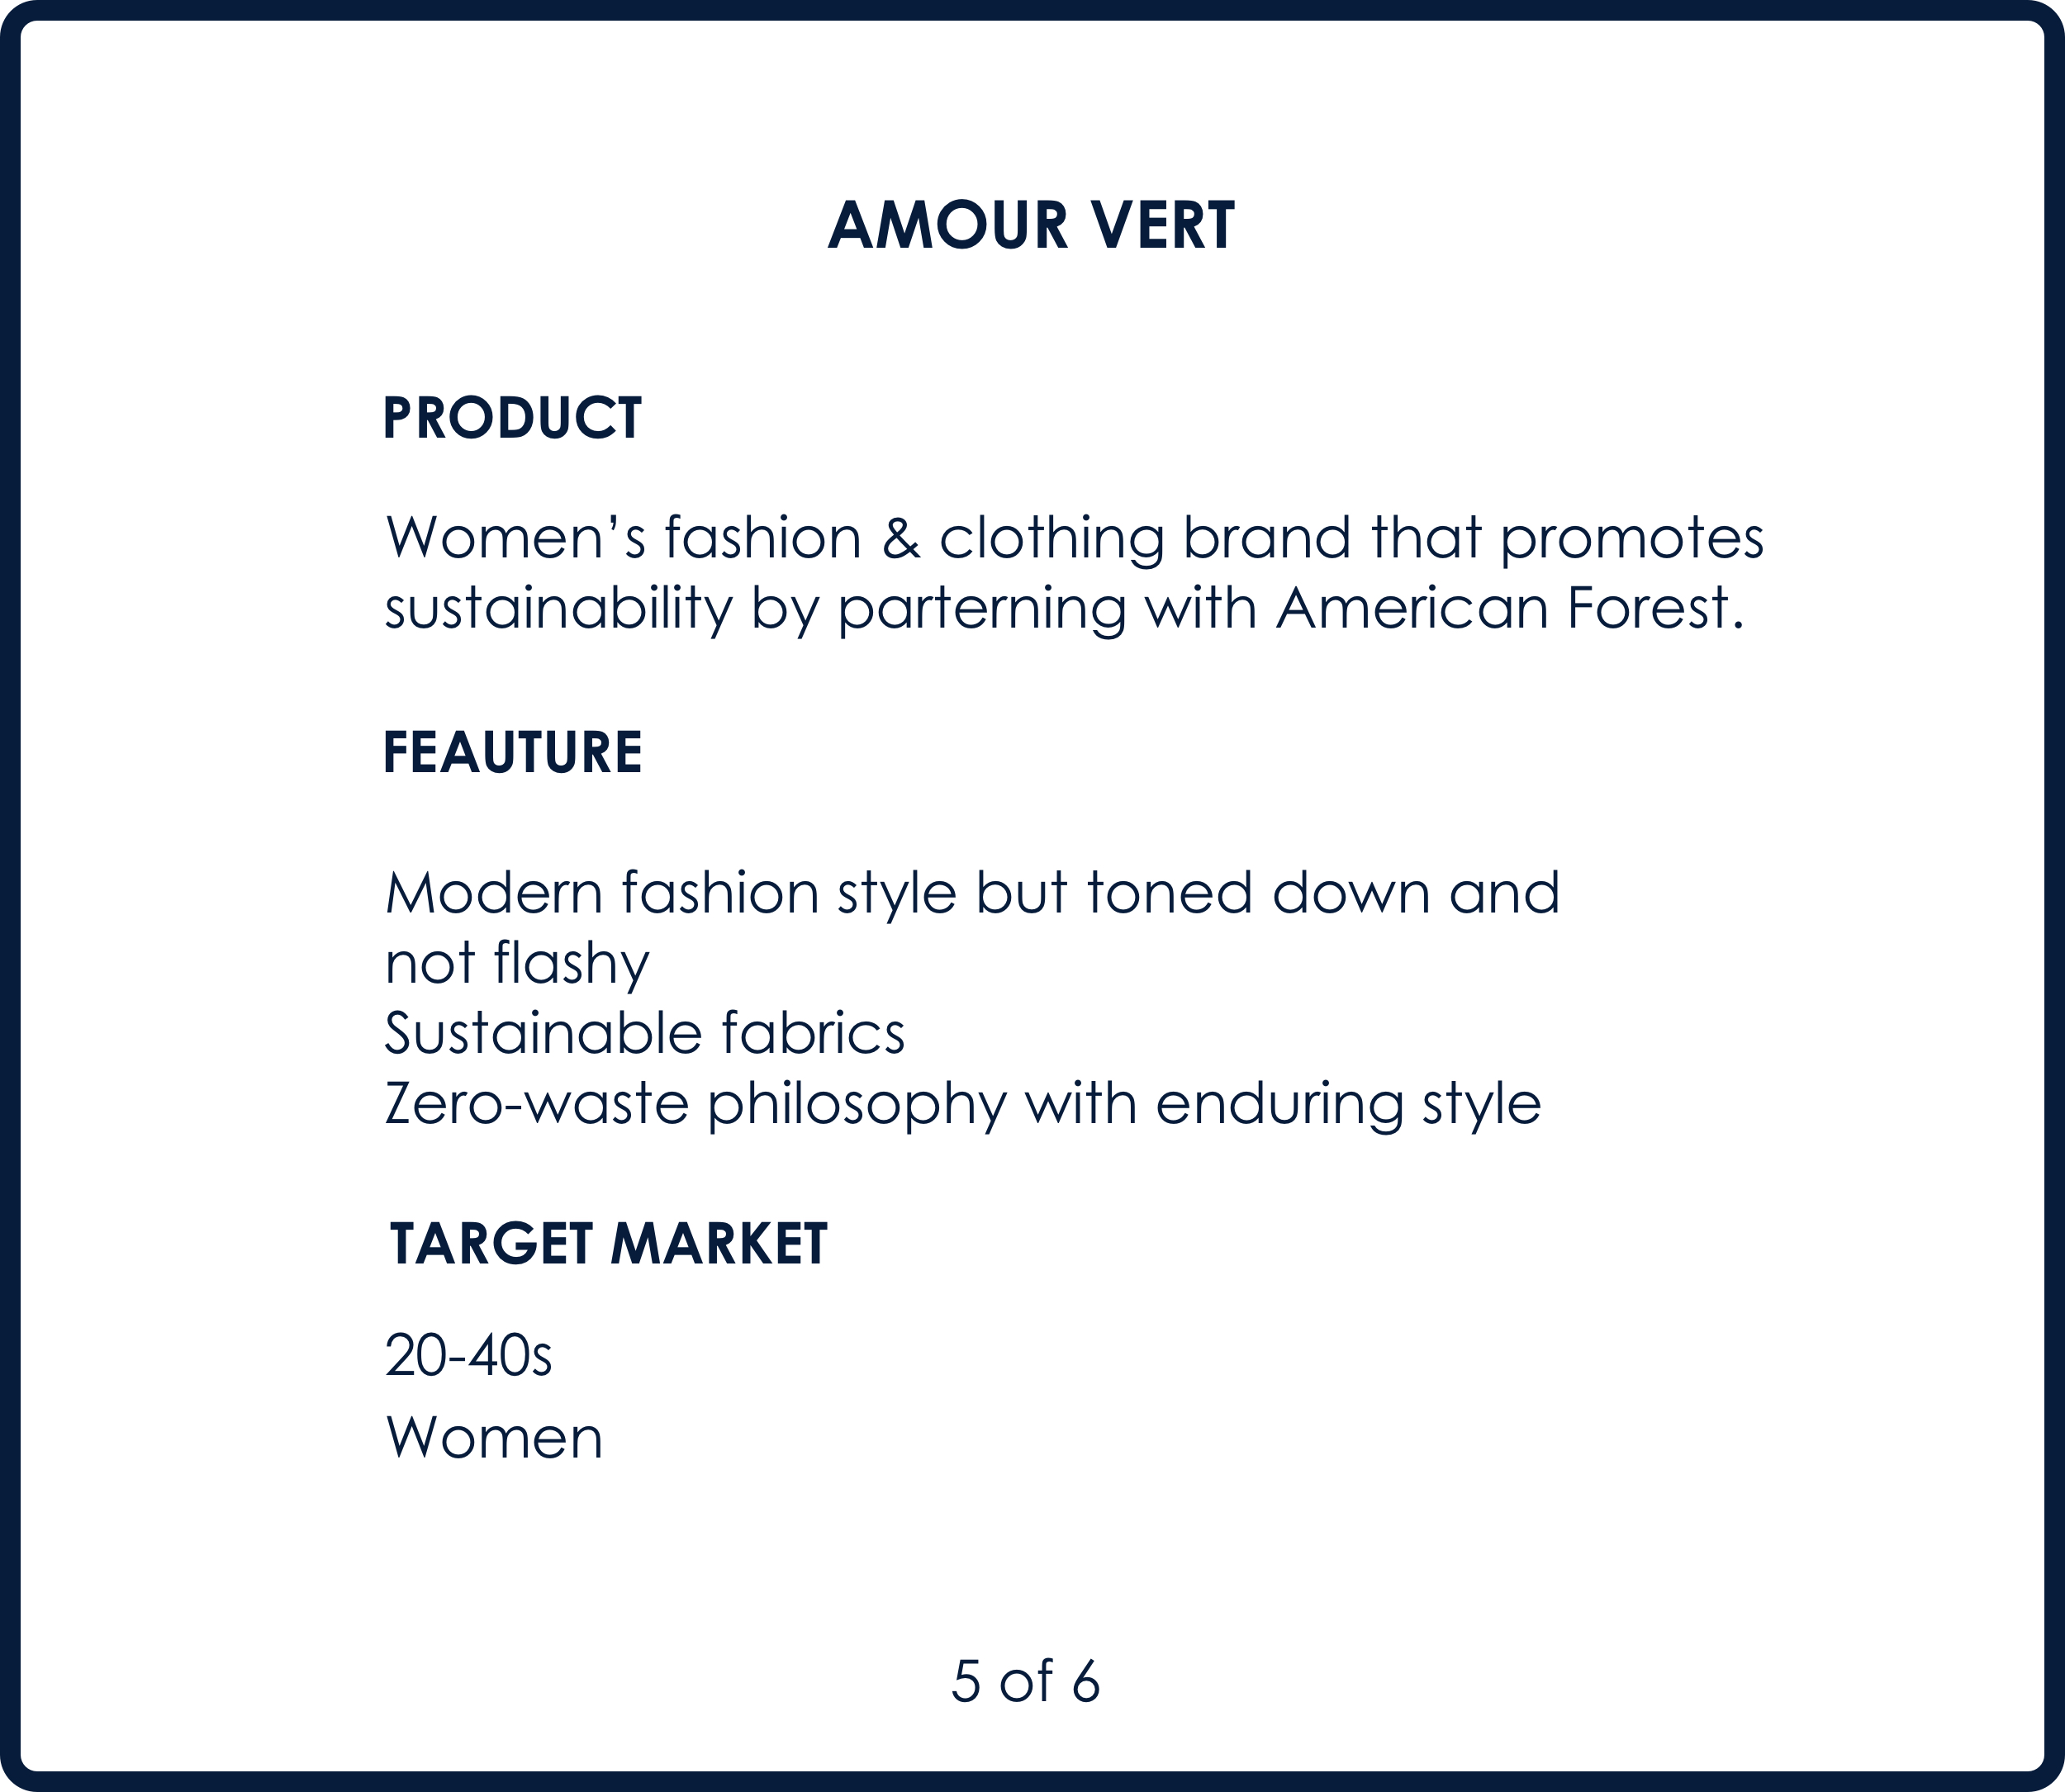 AMOUR VERT
PRODUCT
Women’s fashion & clothing brand that promotes
sustainability by parterning with American Forest.
FEAUTURE
Modern fashion style but toned down and
not flashy
Sustainable fabrics
Zero-waste philosophy with enduring style
TARGET MARKET
20-40s
Women
5 of 6